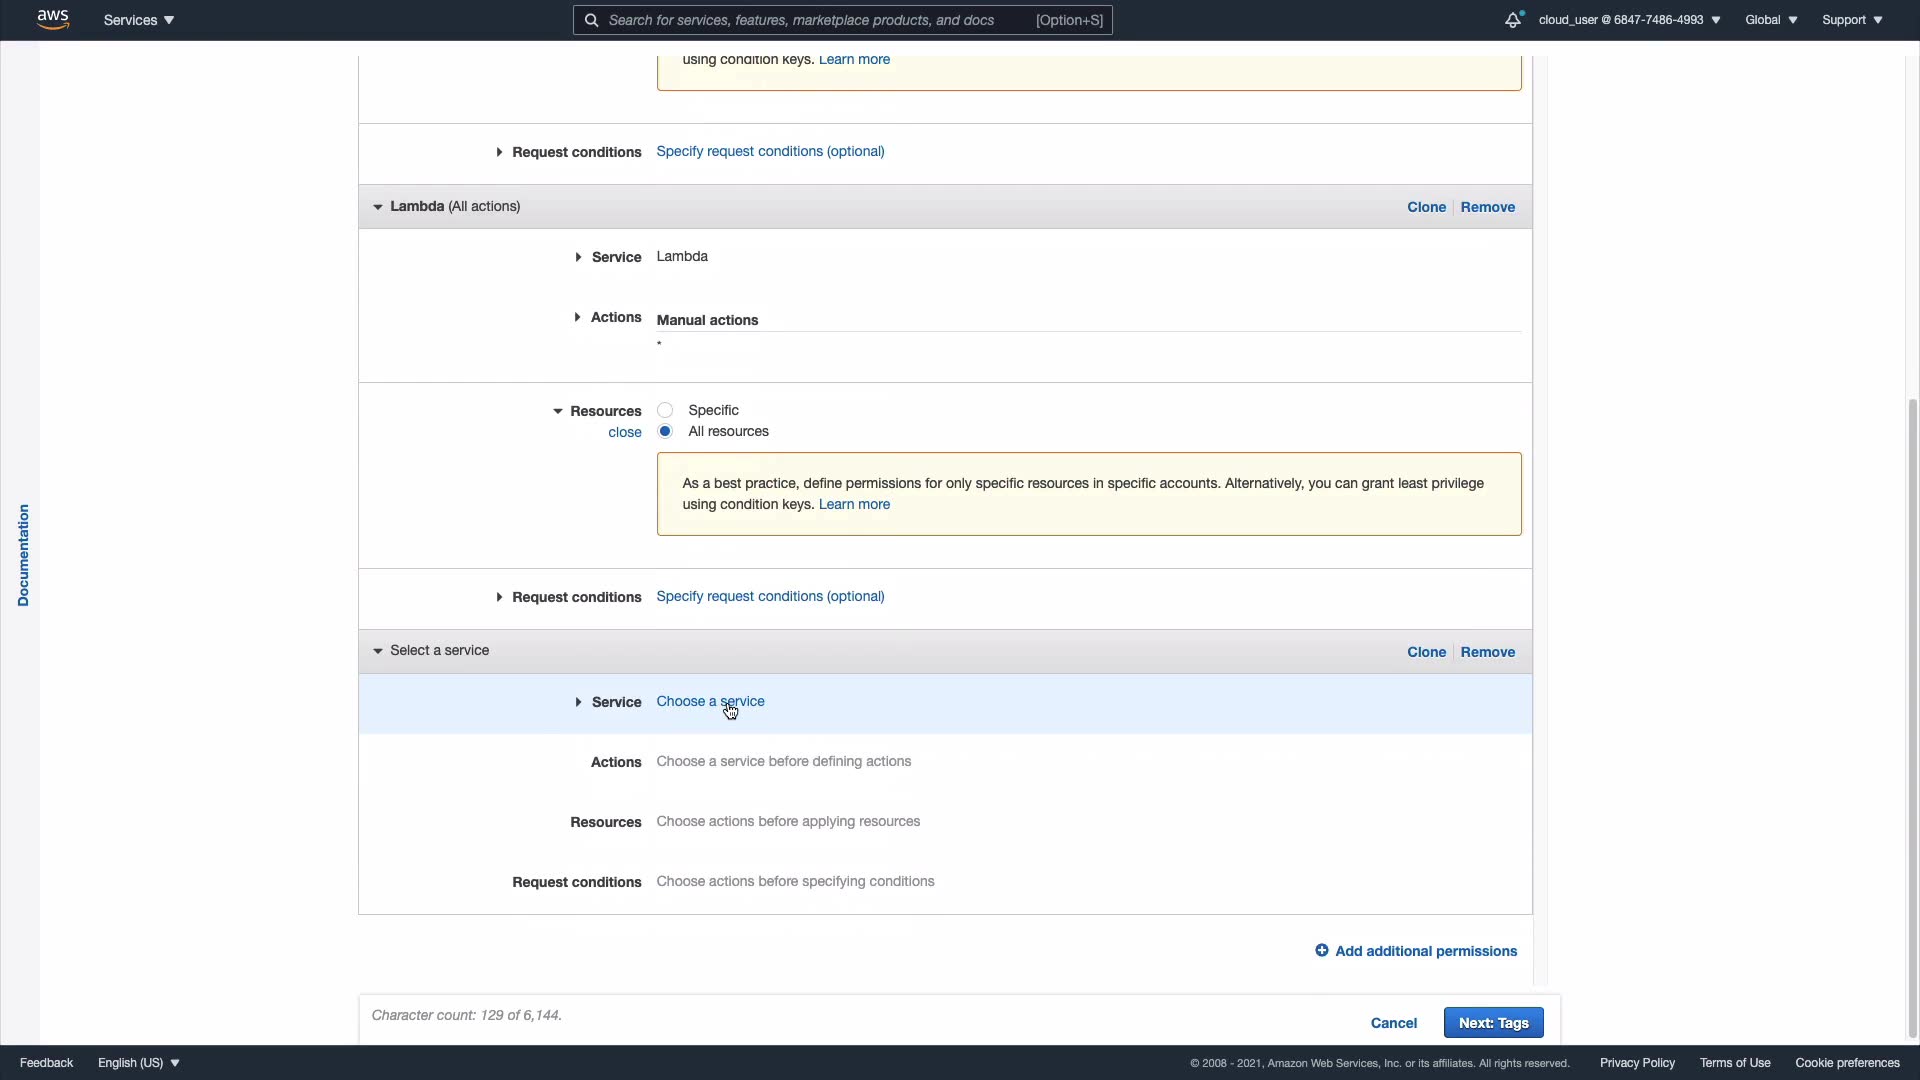 aws
Services
Search for services, features, marketplace products, and docs
[Option+S]
cloud_user @ 6847-7486-4993
Global
Support
using condition keys. Learn more
Request conditions
Specify request conditions (optional)
Lambda (All actions)
Clone
Remove
Service
Lambda
Actions
Manual actions
*
Resources
Specific
close
All resources
As a best practice, define permissions for only specific resources in specific accounts. Alternatively, you can grant least privilege
using condition keys. Learn more
Documentation
Request conditions
Specify request conditions (optional)
Select a service
Clone
Remove
Service
Choose a service
Actions
Choose a service before defining actions
Resources
Choose actions before applying resources
Request conditions
Choose actions before specifying conditions
Add additional permissions
Character count: 129 of 6,144.
Cancel
Next: Tags
Feedback
English (US)
© 2008 - 2021, Amazon Web Services, Inc. or its affiliates. All rights reserved.
Privacy Policy
Terms of Use
Cookie preferences